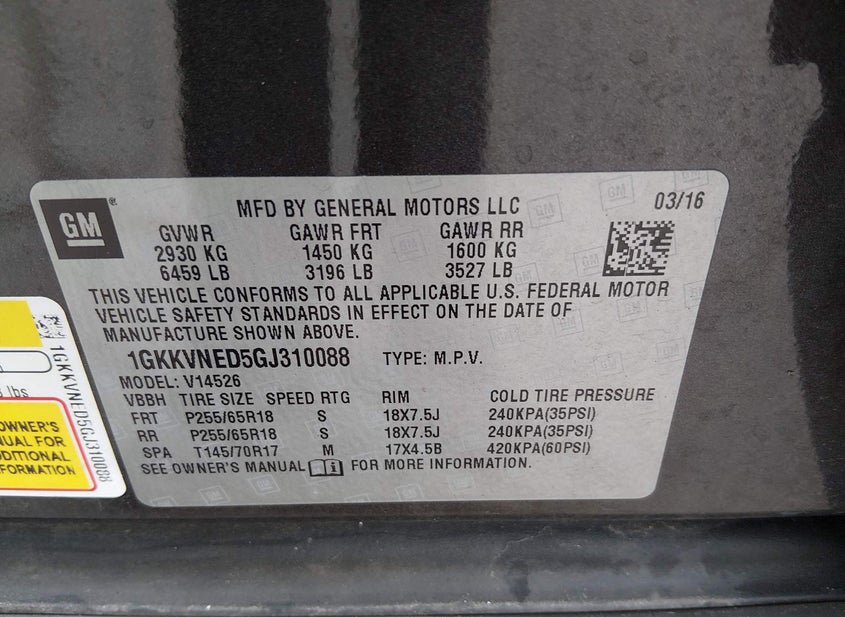 GM
MFD BY GENERAL MOTORS LLC 03/16
GVWR GAWR FRT GAWR RR
2930 KG 1450 KG 1600 KG
6459 LB 3196 LB 3527 LB
THIS VEHICLE CONFORMS TO ALL APPLICABLE U.S. FEDERAL MOTOR
VEHICLE SAFETY STANDARDS IN EFFECT ON THE DATE OF
MANUFACTURE SHOWN ABOVE.
1GKKVNED5GJ310088 TYPE: M.P.V.
MODEL: V14526
VBBH TIRE SIZE SPEED RTG RIM COLD TIRE PRESSURE
FRT P255/65R18 S 18X7.5J 240KPA(35PSI)
RR P255/65R18 S 18X7.5J 240KPA(35PSI)
SPA T145/70R17 M 17X4.5B 420KPA(60PSI)
SEE OWNER'S MANUAL FOR MORE INFORMATION.
1GKKVNED5GJ310088
lbs
OWNER'S
FOR